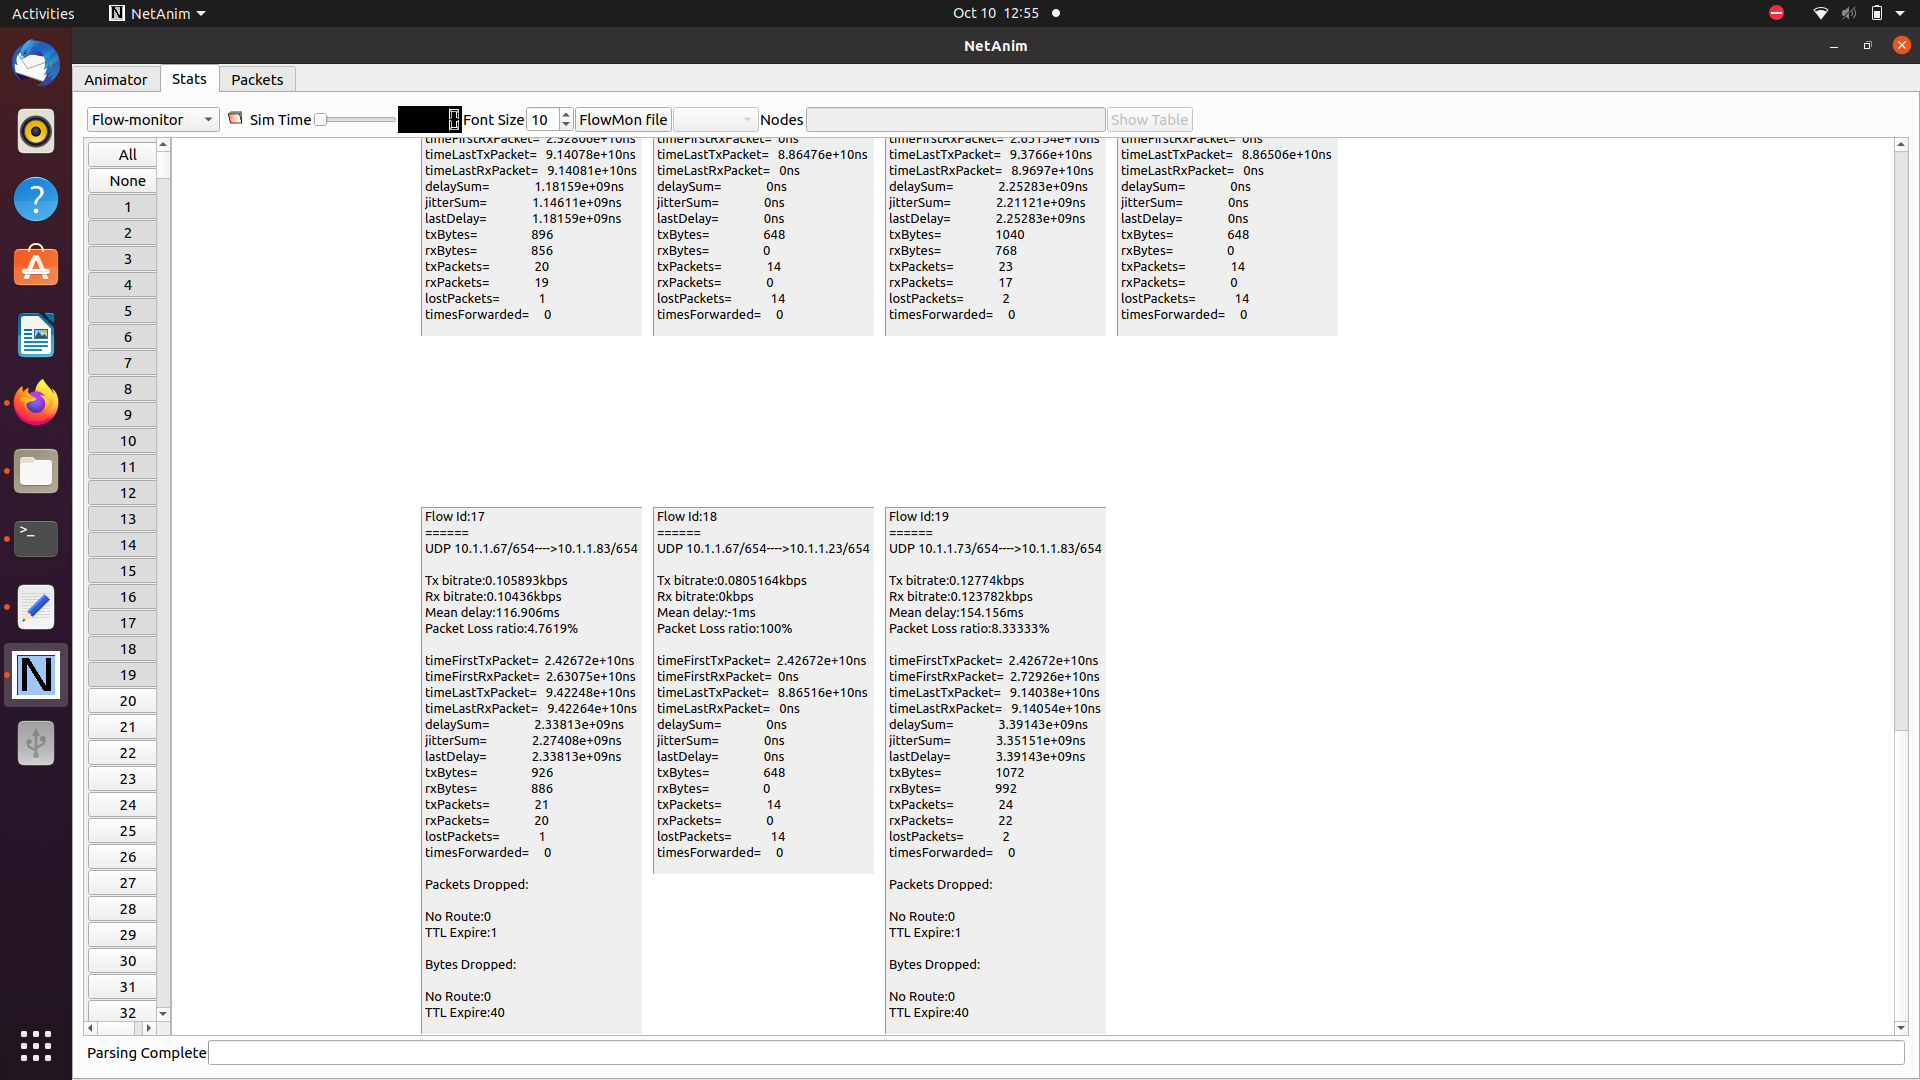 Activities
NetAnim
Oct 10 12:55
NetAnim
Animator
Stats
Packets
Flow-monitor
Sim Time
0
Font Size
10
FlowMon file
Nodes
Show Table
All
None
1
2
3
4
5
6
7
8
9
10
11
12
13
14
15
16
17
18
19
20
21
22
23
24
25
26
27
28
29
30
31
32
timeLastTxPacket= 9.14078e+10ns
timeLastRxPacket= 9.14081e+10ns
delaySum= 1.18159e+09ns
jitterSum= 1.14611e+09ns
lastDelay= 1.18159e+09ns
txBytes= 896
rxBytes= 856
txPackets= 20
rxPackets= 19
lostPackets= 1
timesForwarded= 0
timeLastTxPacket= 8.86476e+10ns
timeLastRxPacket= 0ns
delaySum= 0ns
jitterSum= 0ns
lastDelay= 0ns
txBytes= 648
rxBytes= 0
txPackets= 14
rxPackets= 0
lostPackets= 14
timesForwarded= 0
timeLastTxPacket= 9.3766e+10ns
timeLastRxPacket= 8.9697e+10ns
delaySum= 2.25283e+09ns
jitterSum= 2.21121e+09ns
lastDelay= 2.25283e+09ns
txBytes= 1040
rxBytes= 768
txPackets= 23
rxPackets= 17
lostPackets= 2
timesForwarded= 0
timeLastTxPacket= 8.86506e+10ns
timeLastRxPacket= 0ns
delaySum= 0ns
jitterSum= 0ns
lastDelay= 0ns
txBytes= 648
rxBytes= 0
txPackets= 14
rxPackets= 0
lostPackets= 14
timesForwarded= 0
Flow Id:17
======
UDP 10.1.1.67/654---->10.1.1.83/654
Tx bitrate:0.105893kbps
Rx bitrate:0.10436kbps
Mean delay:116.906ms
Packet Loss ratio:4.7619%
timeFirstTxPacket= 2.42672e+10ns
timeFirstRxPacket= 2.63075e+10ns
timeLastTxPacket= 9.42248e+10ns
timeLastRxPacket= 9.42264e+10ns
delaySum= 2.33813e+09ns
jitterSum= 2.27408e+09ns
lastDelay= 2.33813e+09ns
txBytes= 926
rxBytes= 886
txPackets= 21
rxPackets= 20
lostPackets= 1
timesForwarded= 0
Packets Dropped:
No Route:0
TTL Expire:1
Bytes Dropped:
No Route:0
TTL Expire:40
Flow Id:18
======
UDP 10.1.1.67/654---->10.1.1.23/654
Tx bitrate:0.0805164kbps
Rx bitrate:0kbps
Mean delay:-1ms
Packet Loss ratio:100%
timeFirstTxPacket= 2.42672e+10ns
timeFirstRxPacket= 0ns
timeLastTxPacket= 8.86516e+10ns
timeLastRxPacket= 0ns
delaySum= 0ns
jitterSum= 0ns
lastDelay= 0ns
txBytes= 648
rxBytes= 0
txPackets= 14
rxPackets= 0
lostPackets= 14
timesForwarded= 0
Flow Id:19
======
UDP 10.1.1.73/654---->10.1.1.83/654
Tx bitrate:0.12774kbps
Rx bitrate:0.123782kbps
Mean delay:154.156ms
Packet Loss ratio:8.33333%
timeFirstTxPacket= 2.42672e+10ns
timeFirstRxPacket= 2.72926e+10ns
timeLastTxPacket= 9.14038e+10ns
timeLastRxPacket= 9.14054e+10ns
delaySum= 3.39143e+09ns
jitterSum= 3.35151e+09ns
lastDelay= 3.39143e+09ns
txBytes= 1072
rxBytes= 992
txPackets= 24
rxPackets= 22
lostPackets= 2
timesForwarded= 0
Packets Dropped:
No Route:0
TTL Expire:1
Bytes Dropped:
No Route:0
TTL Expire:40
Parsing Complete